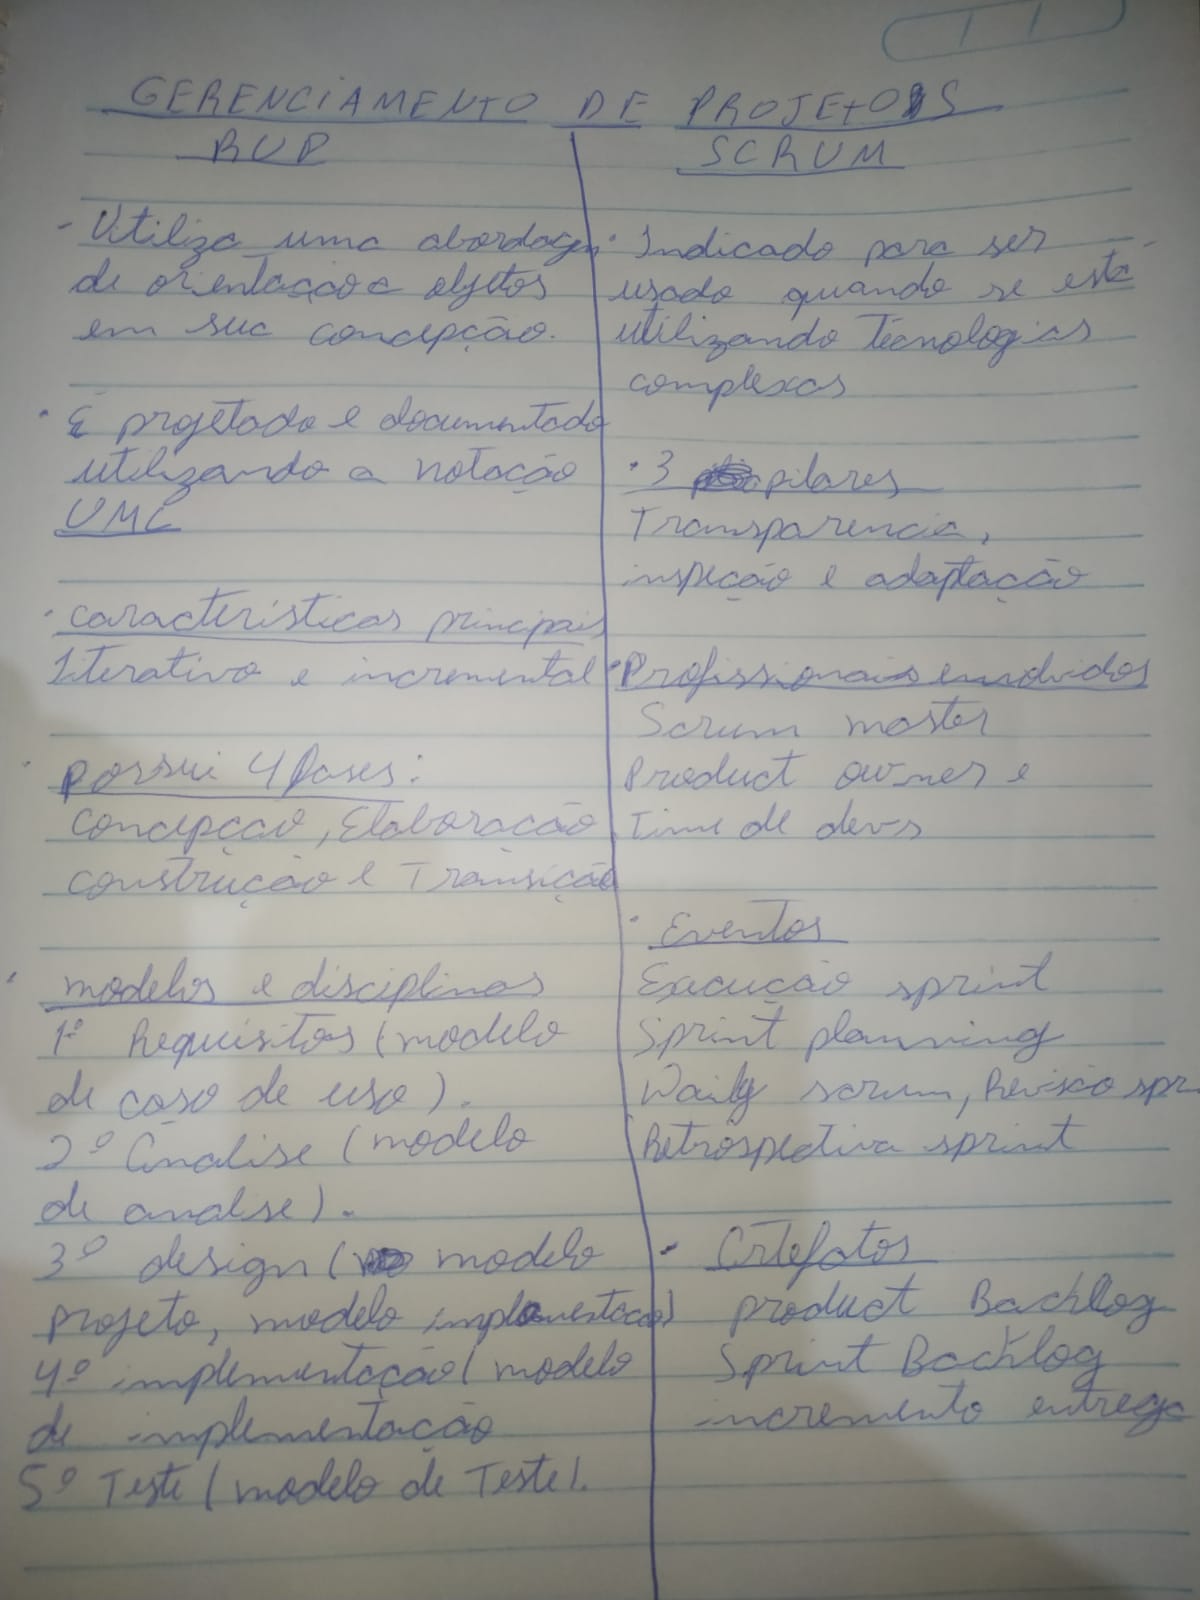 GERENCIAMENTO DE PROJETOS
RUP
- Utiliza uma abordagem
de orientação a objetos
em sua concepção.
· É projetado e documentado
utilizando a notação
UML
· características principais
Iterativo e incremental
· possui 4 fases:
concepção, Elaboração,
construção e Transição
· modelos e disciplinas
1º Requisitos (modelo
de caso de uso).
2º Analise (modelo
de analise).
3º design ( modelo
projeto, modelo implementação)
4º implementação (modelo
de implementação
5º Teste (modelo de Teste).
SCRUM
· Indicado para ser
usado quando se está
utilizando Tecnologias
complexas
· 3 pilares
Transparencia,
inspeção e adaptação
· Profissionais envolvidos
Scrum master
Product owner e
Time de devs
· Eventos
Execução sprint
Sprint planning
Daily scrum, Revisão spr
Retrospectiva sprint
· Artefatos
product Backlog
Sprint Backlog
incremento entrega